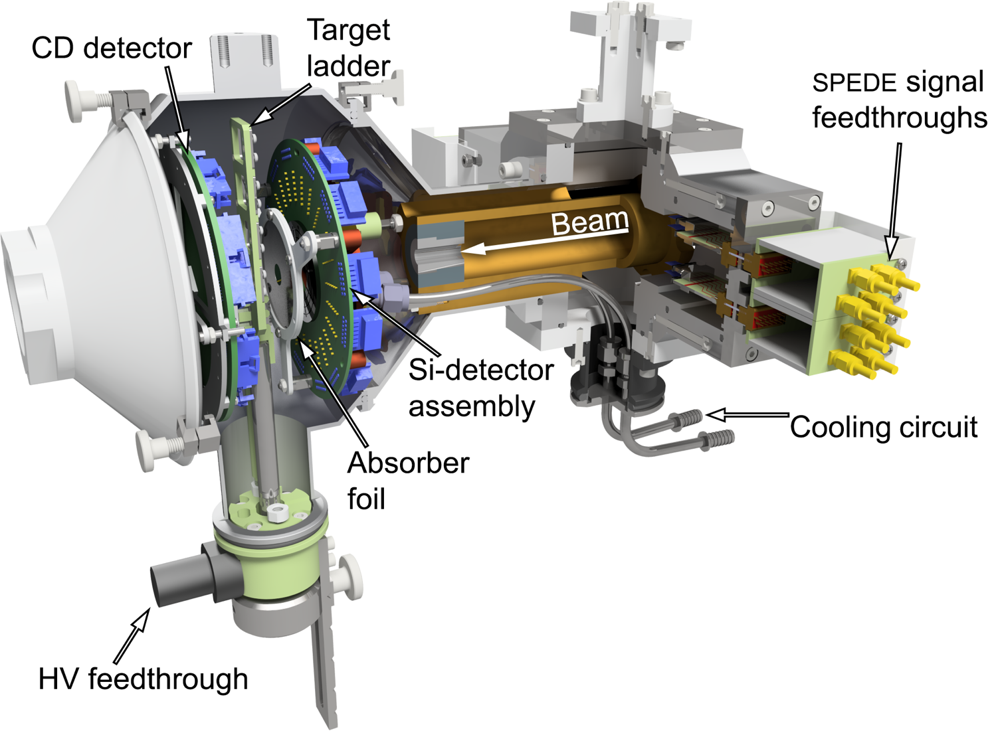 Target
ladder
CD detector
SPEDE signal
feedthroughs
Beam
Si-detector
assembly
Cooling circuit
Absorber
foil
HV feedthrough